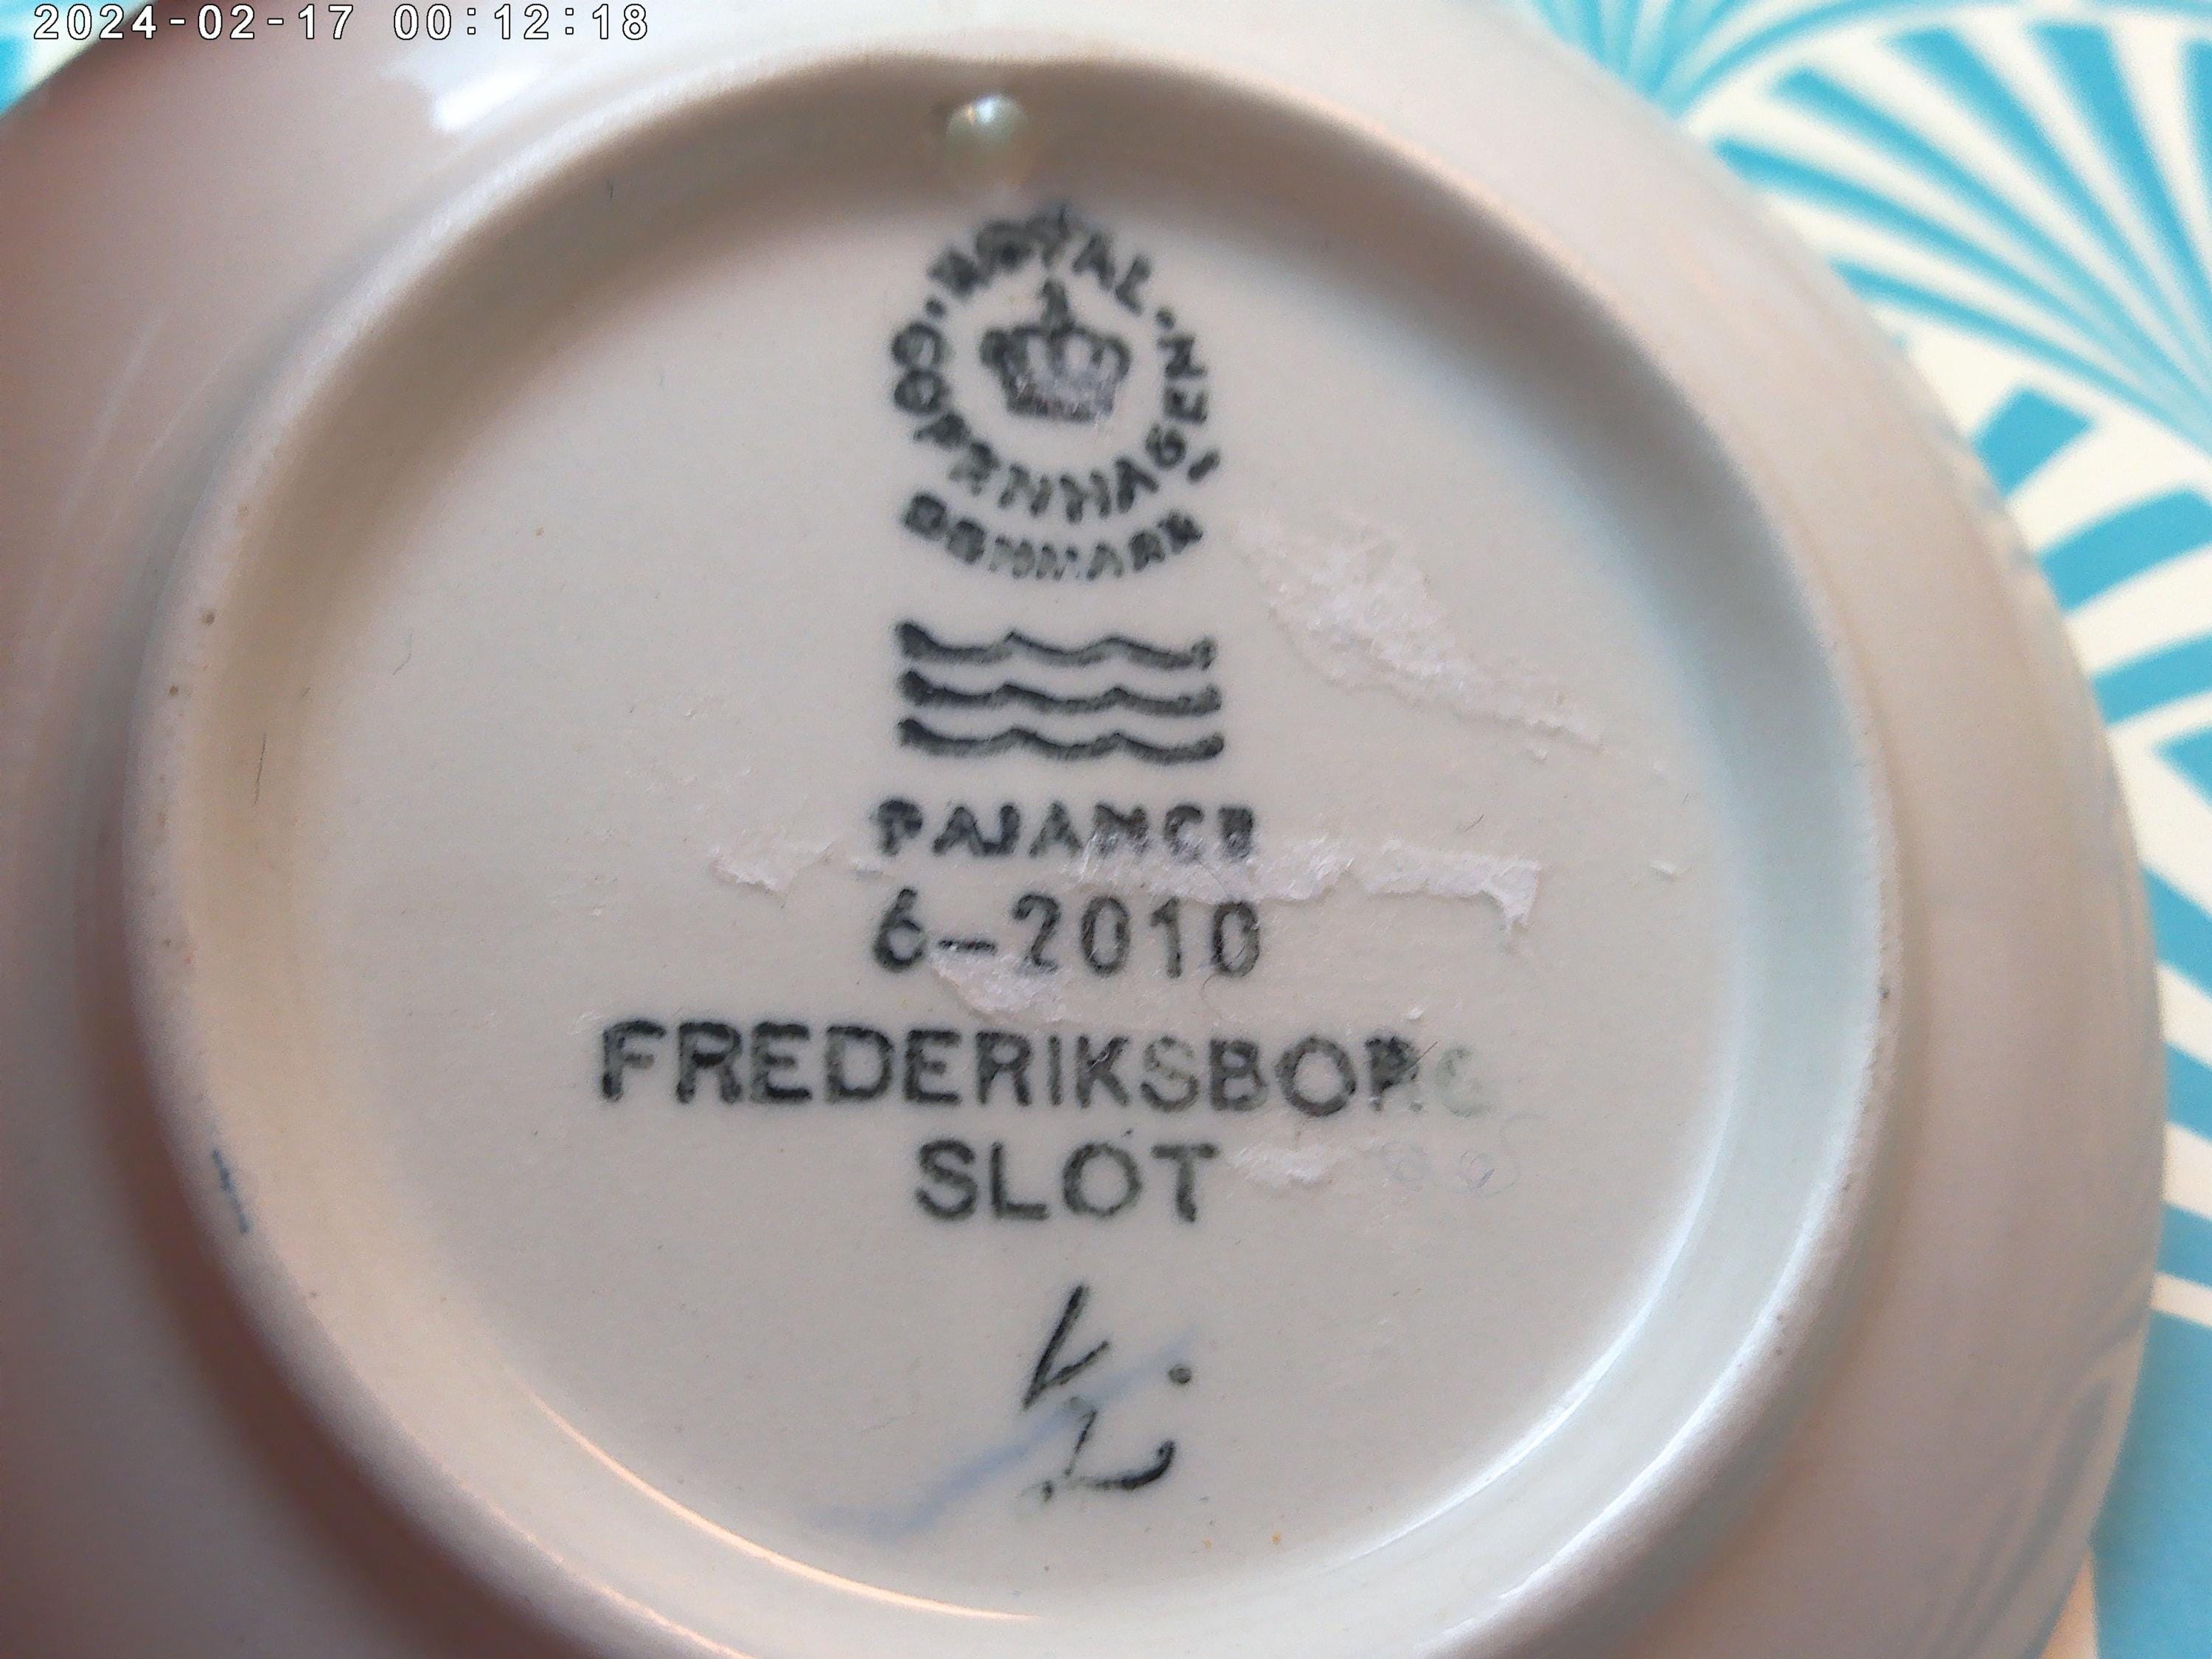 2024-02-17 00:12:18
ROYAL
COPENHAGEN
DENMARK
FAJANCE
6-2010
FREDERIKSBORG
SLOT